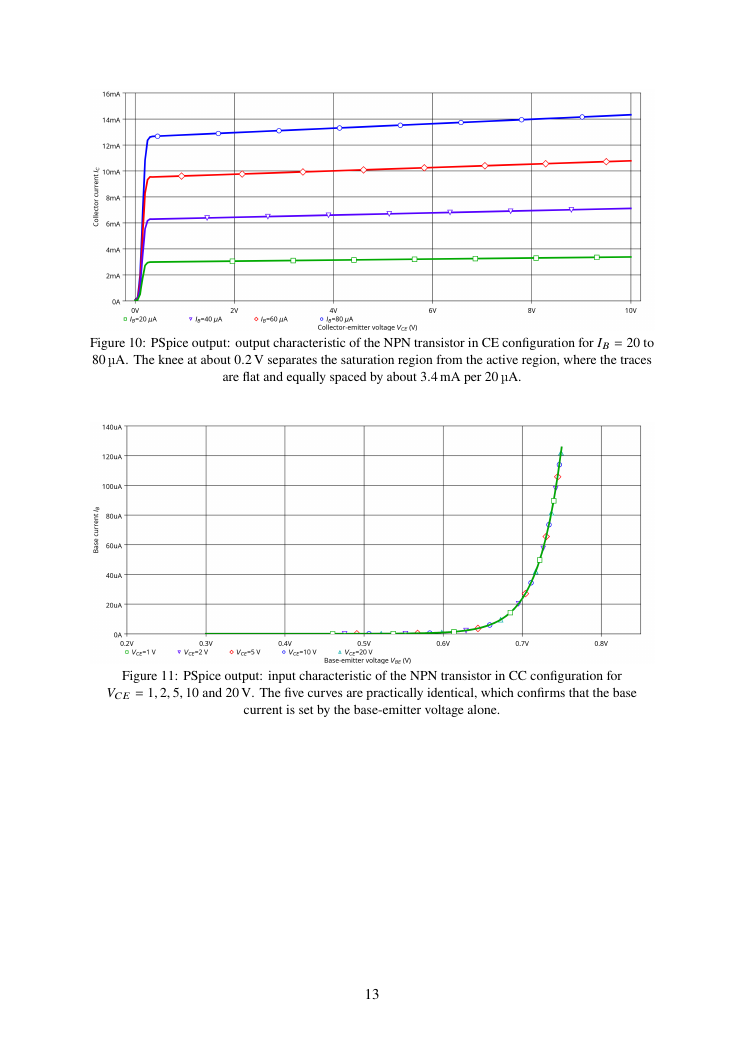 16mA
14mA
12mA
10mA
8mA
6mA
4mA
2mA
0A
Collector current I_C
0V 2V 4V 6V 8V 10V
I_B=20 µA I_B=40 µA I_B=60 µA I_B=80 µA
Collector-emitter voltage V_CE (V)
Figure 10: PSpice output: output characteristic of the NPN transistor in CE configuration for I_B = 20 to
80 µA. The knee at about 0.2 V separates the saturation region from the active region, where the traces
are flat and equally spaced by about 3.4 mA per 20 µA.
140uA
120uA
100uA
80uA
60uA
40uA
20uA
0A
Base current I_B
0.2V 0.3V 0.4V 0.5V 0.6V 0.7V 0.8V
V_CE=1 V V_CE=2 V V_CE=5 V V_CE=10 V V_CE=20 V
Base-emitter voltage V_BE (V)
Figure 11: PSpice output: input characteristic of the NPN transistor in CC configuration for
V_CE = 1, 2, 5, 10 and 20 V. The five curves are practically identical, which confirms that the base
current is set by the base-emitter voltage alone.
13